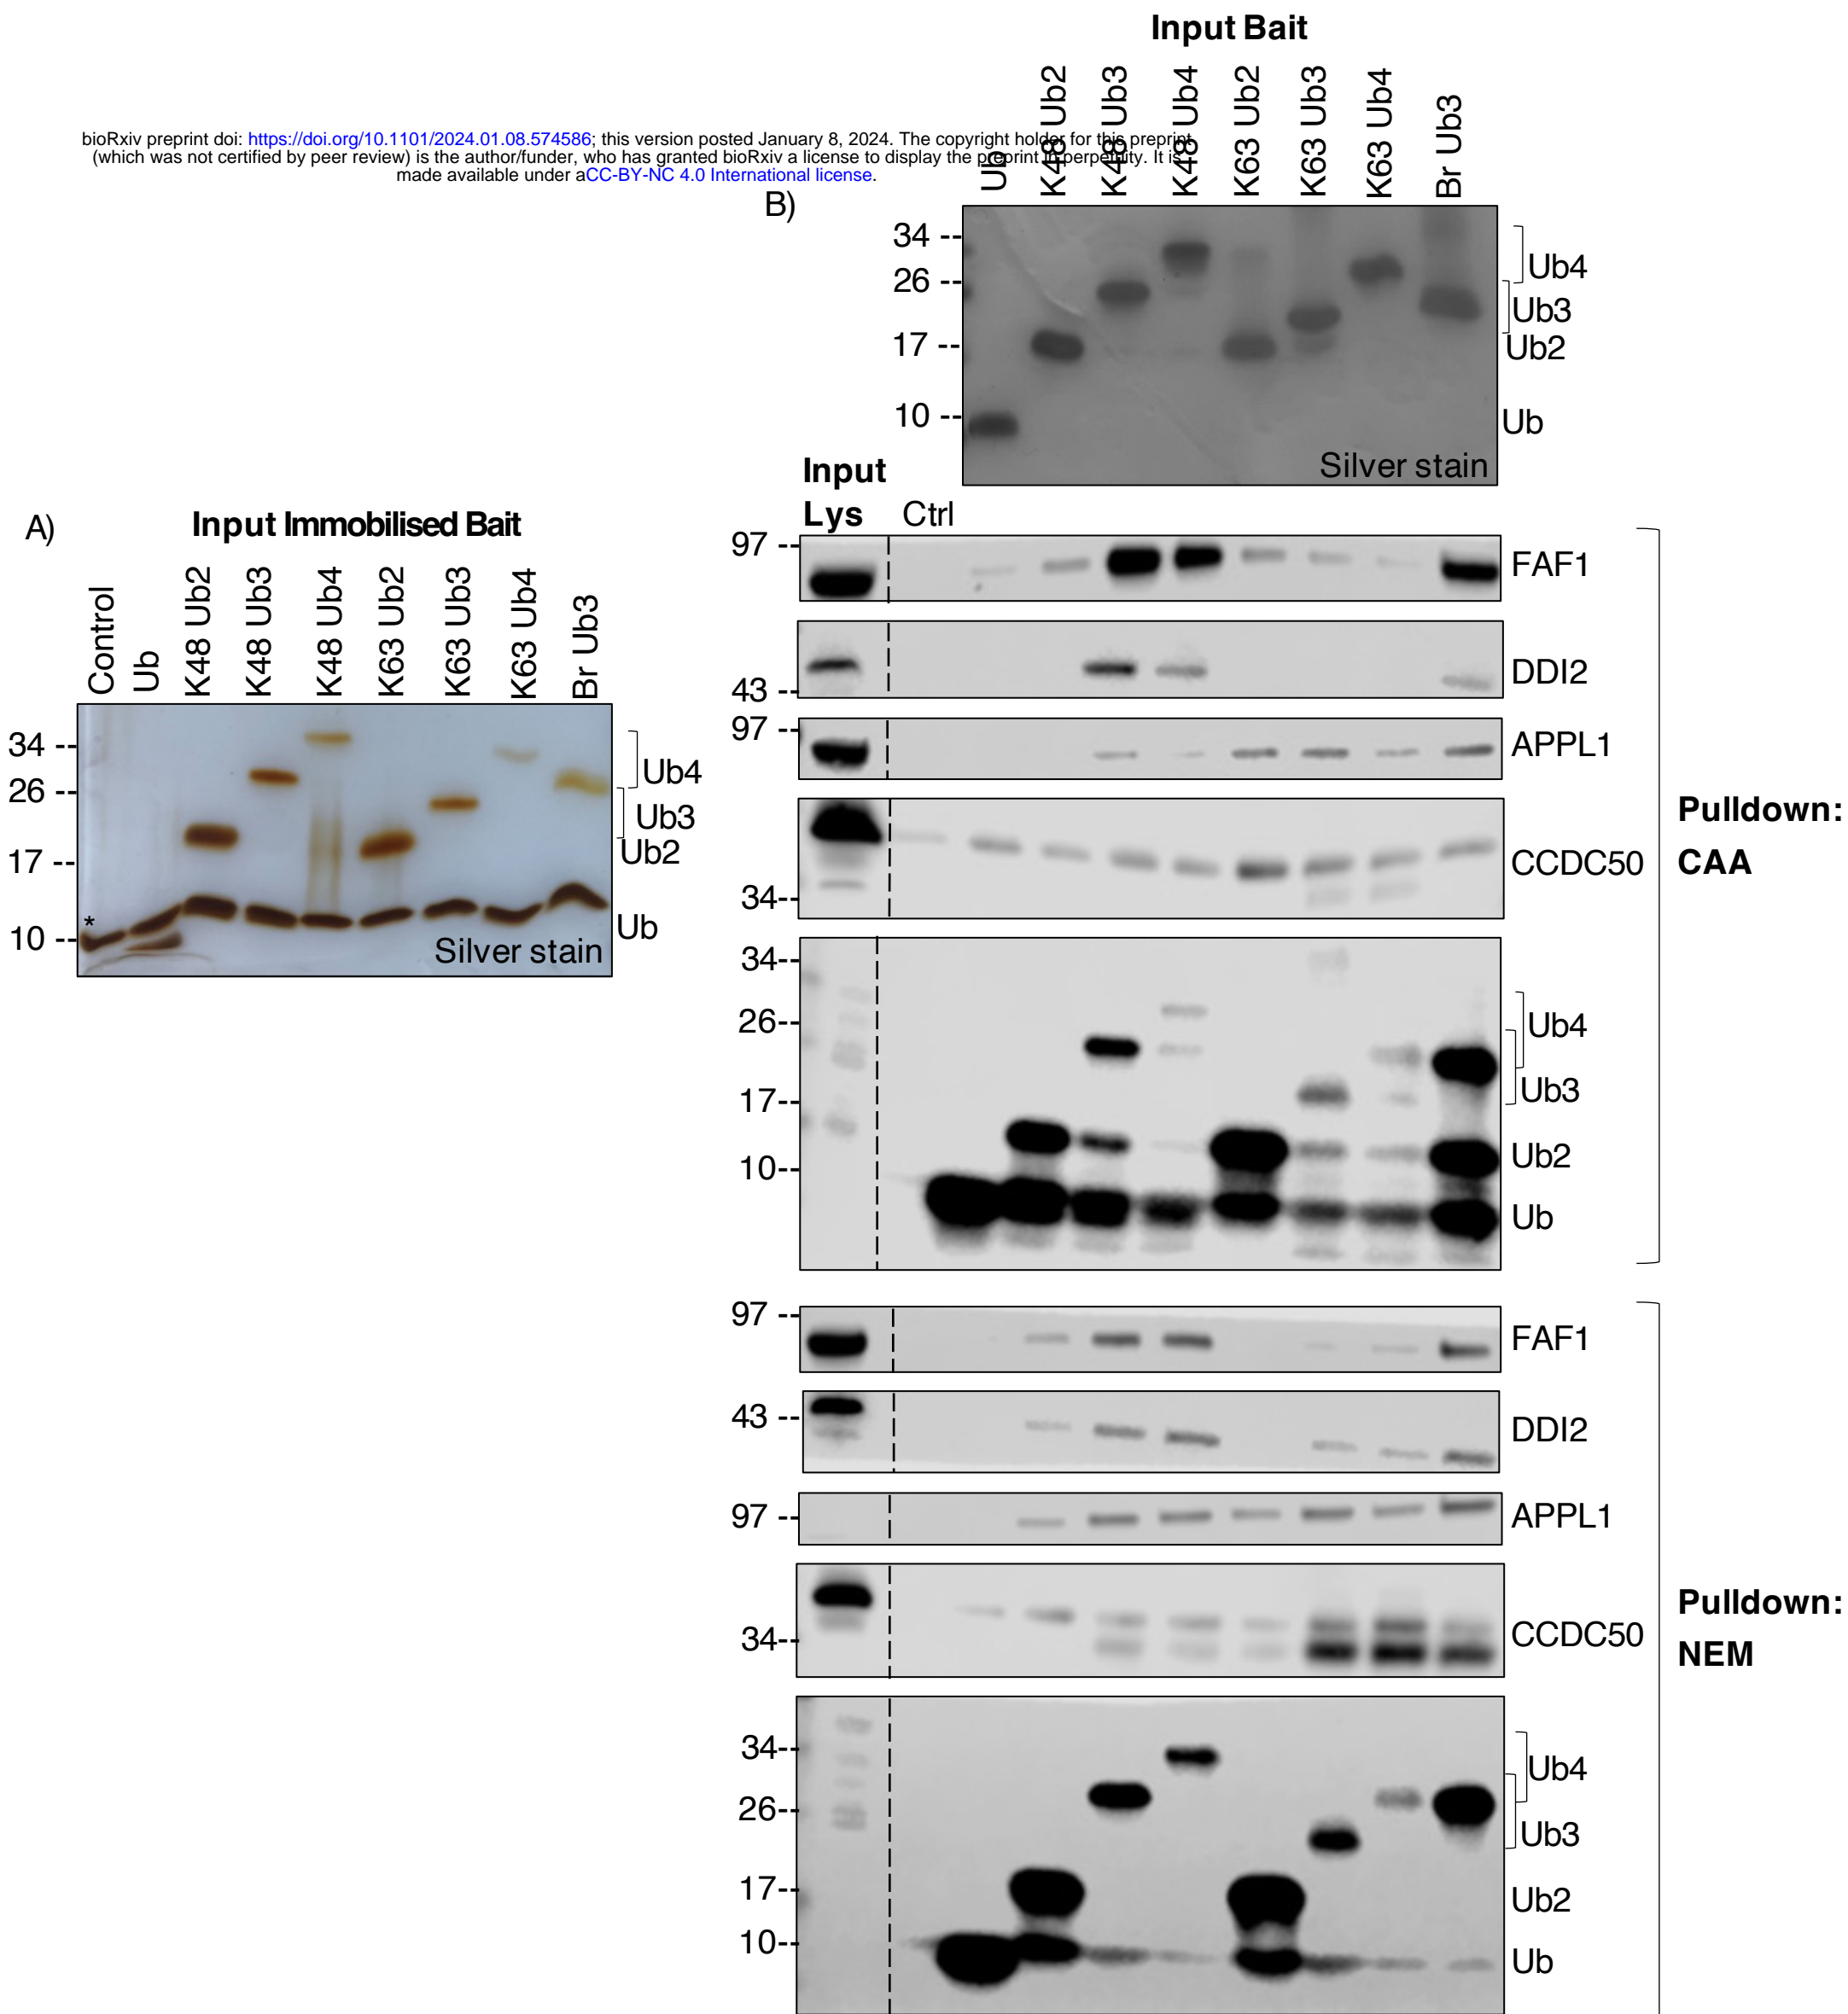 Input Bait
Ub
K48 Ub2
K48 Ub3
K48 Ub4
K63 Ub2
K63 Ub3
K63 Ub4
Br Ub3
bioRxiv preprint doi: https://doi.org/10.1101/2024.01.08.574586; this version posted January 8, 2024. The copyright holder for this preprint
(which was not certified by peer review) is the author/funder, who has granted bioRxiv a license to display the preprint in perpetuity. It is
made available under aCC-BY-NC 4.0 International license.
B)
34 --
26 --
17 --
10 --
Ub4
Ub3
Ub2
Ub
Silver stain
A)
Input Immobilised Bait
Control
Ub
K48 Ub2
K48 Ub3
K48 Ub4
K63 Ub2
K63 Ub3
K63 Ub4
Br Ub3
34 --
26 --
17 --
10 --
*
Ub4
Ub3
Ub2
Ub
Silver stain
Input
Lys
Ctrl
97 --
FAF1
43 --
DDI2
97 --
APPL1
34--
CCDC50
34--
26--
17--
10--
Ub4
Ub3
Ub2
Ub
Pulldown:
CAA
97 --
FAF1
43 --
DDI2
97 --
APPL1
34--
CCDC50
34--
26--
17--
10--
Ub4
Ub3
Ub2
Ub
Pulldown:
NEM